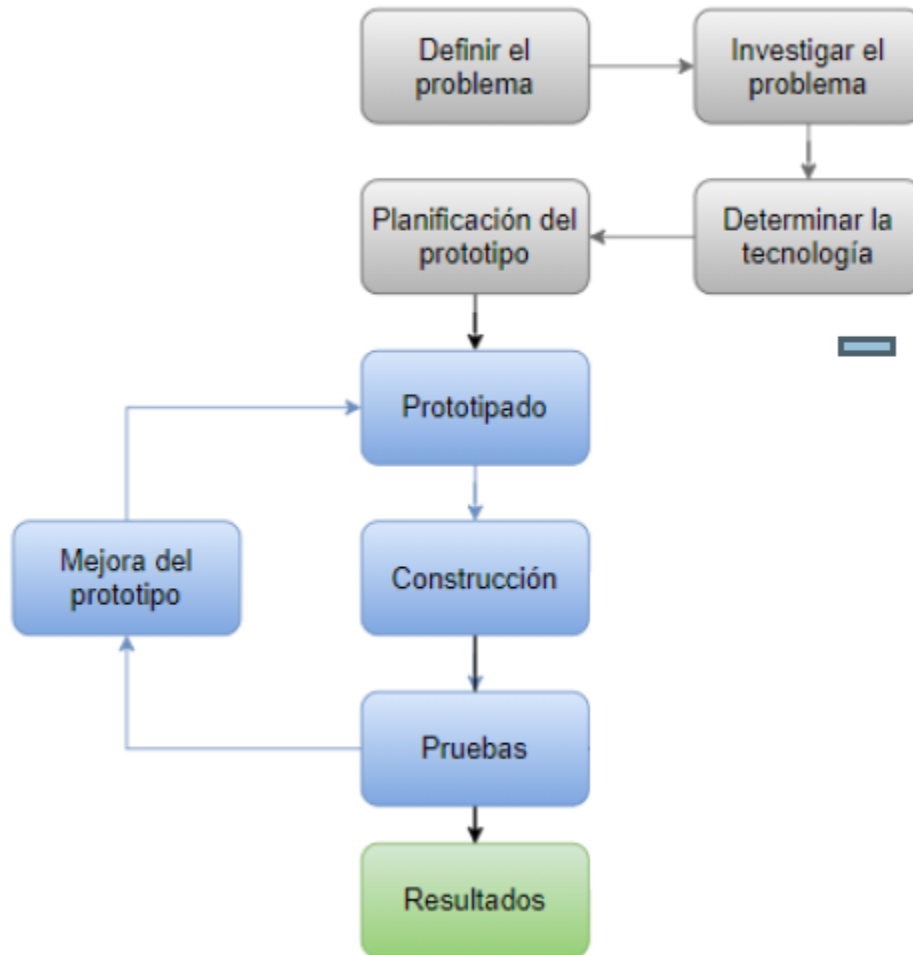 Definir el
problema
Investigar el
problema
Planificación del
prototipo
Determinar la
tecnología
Prototipado
Mejora del
prototipo
Construcción
Pruebas
Resultados